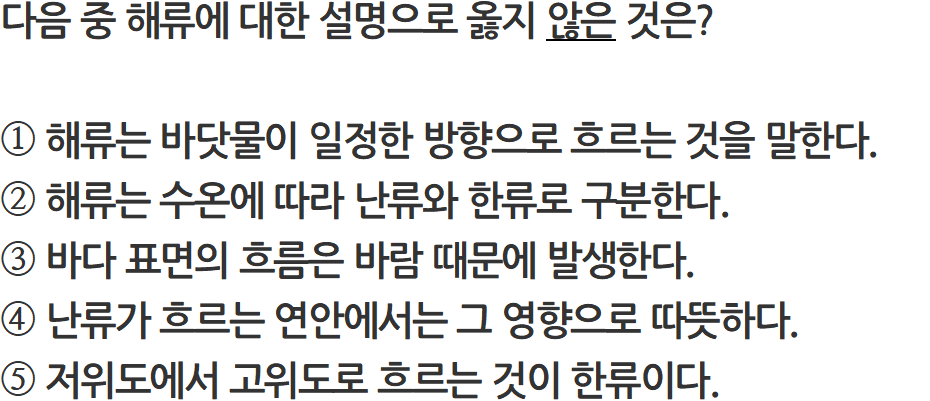 다음 중 해류에 대한 설명으로 옳지 않은 것은?
① 해류는 바닷물이 일정한 방향으로 흐르는 것을 말한다.
② 해류는 수온에 따라 난류와 한류로 구분한다.
③ 바다 표면의 흐름은 바람 때문에 발생한다.
④ 난류가 흐르는 연안에서는 그 영향으로 따뜻하다.
⑤ 저위도에서 고위도로 흐르는 것이 한류이다.